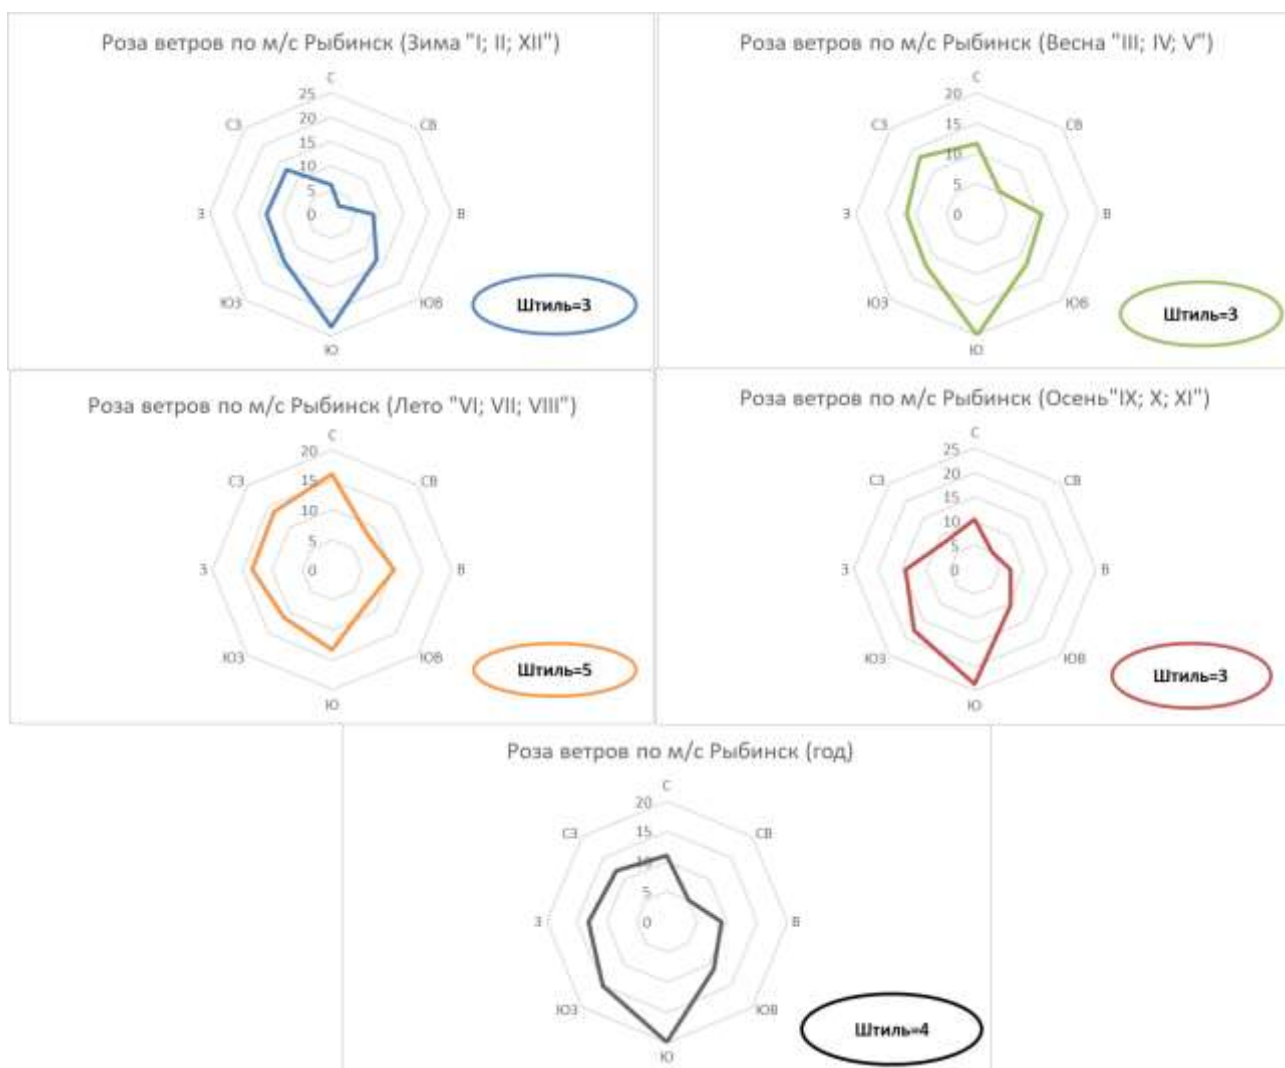 Роза ветров по м/с Рыбинск (Зима "I; II; XII")
С
25
СЗ
20
СВ
15
10
5
З
0
В
ЮЗ
ЮВ
Ю
Штиль=3
Роза ветров по м/с Рыбинск (Весна "III; IV; V")
С
20
СЗ
СВ
15
10
5
З
0
В
ЮЗ
ЮВ
Ю
Штиль=3
Роза ветров по м/с Рыбинск (Лето "VI; VII; VIII")
С
20
СЗ
СВ
15
10
5
З
0
В
ЮЗ
ЮВ
Ю
Штиль=5
Роза ветров по м/с Рыбинск (Осень"IX; X; XI")
С
25
СЗ
20
СВ
15
10
5
З
0
В
ЮЗ
ЮВ
Ю
Штиль=3
Роза ветров по м/с Рыбинск (год)
С
20
СЗ
СВ
15
10
5
З
0
В
ЮЗ
ЮВ
Ю
Штиль=4